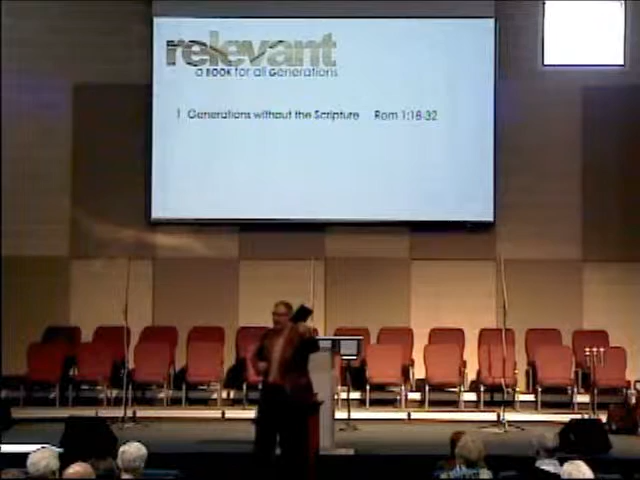 relevant
a BOOK for all Generations
1 Generations without the Scripture Rom 1:18-32